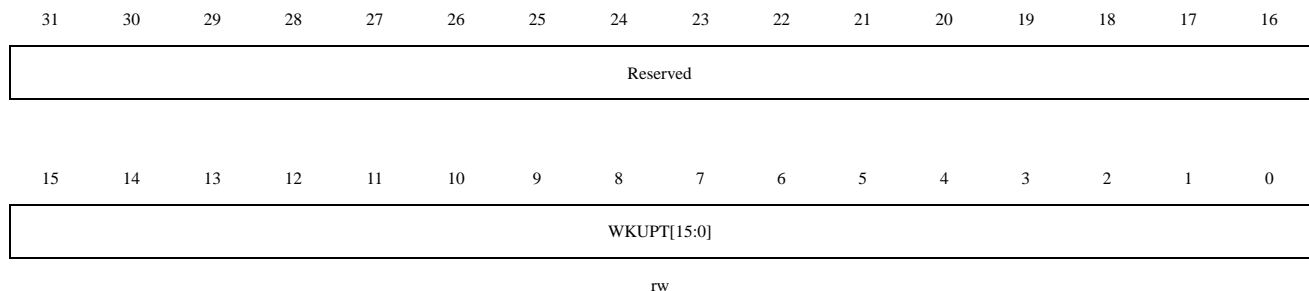 31 30 29 28 27 26 25 24 23 22 21 20 19 18 17 16
Reserved
15 14 13 12 11 10 9 8 7 6 5 4 3 2 1 0
WKUPT[15:0]
rw